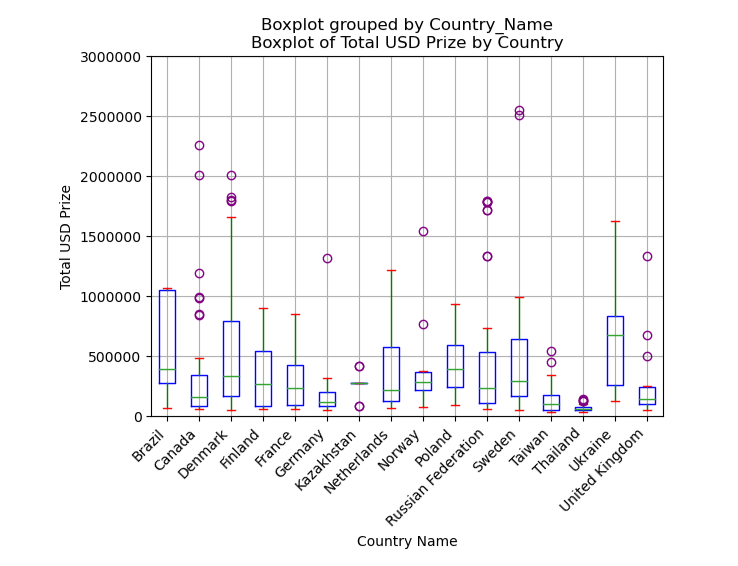 Boxplot grouped by Country_Name
Boxplot of Total USD Prize by Country
3000000
2500000
2000000
1500000
1000000
500000
0
Total USD Prize
Brazil
Canada
Denmark
Finland
France
Germany
Kazakhstan
Netherlands
Norway
Poland
Russian Federation
Sweden
Taiwan
Thailand
Ukraine
United Kingdom
Country Name